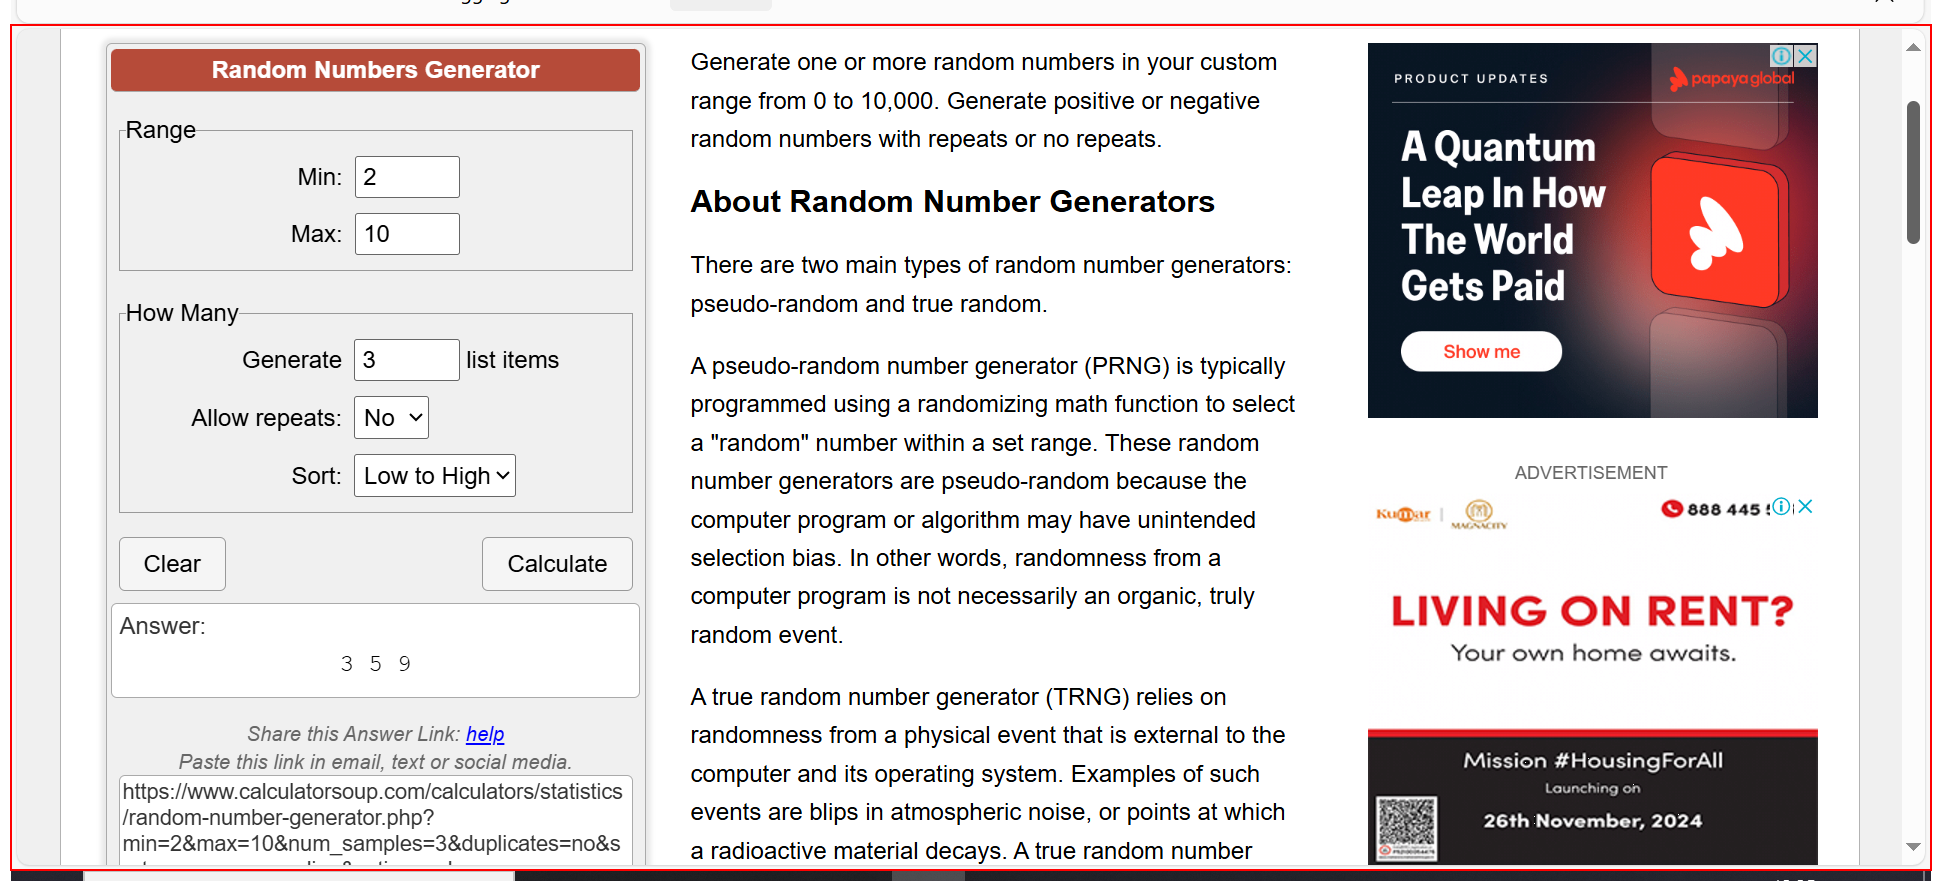 Random Numbers Generator
Range
Min: 2
Max: 10
How Many
Generate 3 list items
Allow repeats: No
Sort: Low to High
Clear Calculate
Answer:
3 5 9
Share this Answer Link: help
Paste this link in email, text or social media.
https://www.calculatorsoup.com/calculators/statistics
/random-number-generator.php?
min=2&max=10&num_samples=3&duplicates=no&s
Generate one or more random numbers in your custom
range from 0 to 10,000. Generate positive or negative
random numbers with repeats or no repeats.
About Random Number Generators
There are two main types of random number generators:
pseudo-random and true random.
A pseudo-random number generator (PRNG) is typically
programmed using a randomizing math function to select
a "random" number within a set range. These random
number generators are pseudo-random because the
computer program or algorithm may have unintended
selection bias. In other words, randomness from a
computer program is not necessarily an organic, truly
random event.
A true random number generator (TRNG) relies on
randomness from a physical event that is external to the
computer and its operating system. Examples of such
events are blips in atmospheric noise, or points at which
a radioactive material decays. A true random number
PRODUCT UPDATES papaya global
A Quantum
Leap In How
The World
Gets Paid
Show me
ADVERTISEMENT
Kumar MAGNACITY 888 445
LIVING ON RENT?
Your own home awaits.
Mission #HousingForAll
Launching on
26th November, 2024